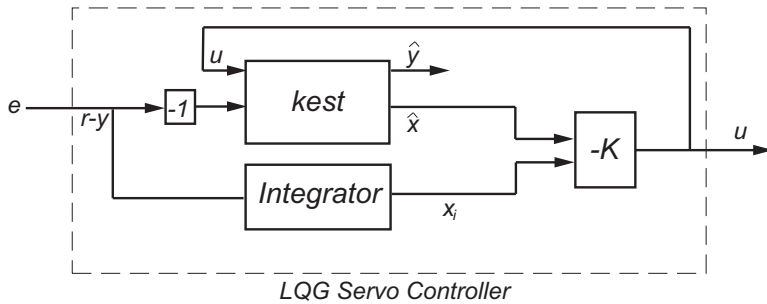 u
ŷ
kest
-1
e
r-y
x̂
-K
u
Integrator
xᵢ
LQG Servo Controller